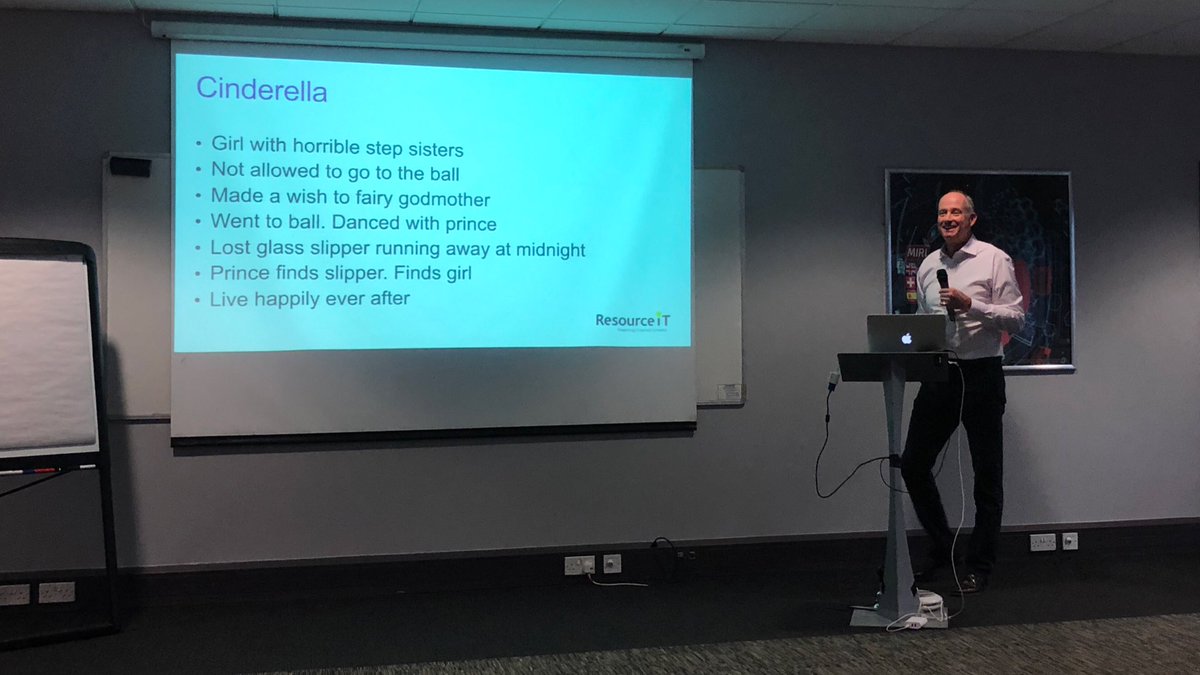 Cinderella
• Girl with horrible step sisters
• Not allowed to go to the ball
• Made a wish to fairy godmother
• Went to ball. Danced with prince
• Lost glass slipper running away at midnight
• Prince finds slipper. Finds girl
• Live happily ever after
Resource iT
MIRI